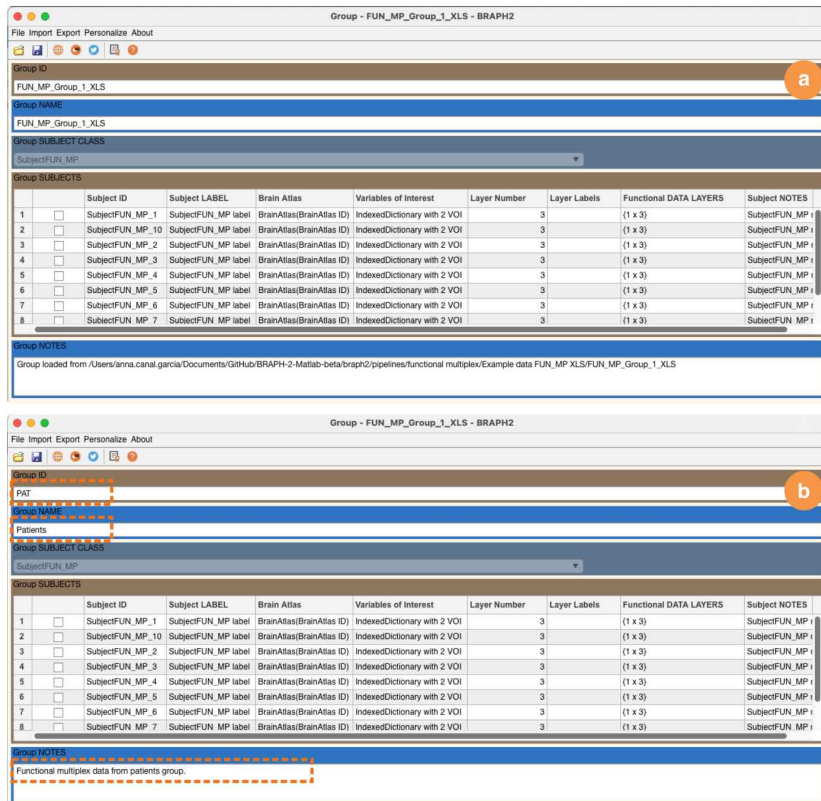 Group - FUN_MP_Group_1_XLS - BRAPH2
File Import Export Personalize About
Group ID
a
FUN_MP_Group_1_XLS
Group NAME
FUN_MP_Group_1_XLS
Group SUBJECT CLASS
SubjectFUN_MP
Group SUBJECTS
Subject ID Subject LABEL Brain Atlas Variables of Interest Layer Number Layer Labels Functional DATA LAYERS Subject NOTES
1 SubjectFUN_MP_1 SubjectFUN_MP label BrainAtlas(BrainAtlas ID) IndexedDictionary with 2 VOI 3 {1 x 3} SubjectFUN_MP
2 SubjectFUN_MP_10 SubjectFUN_MP label BrainAtlas(BrainAtlas ID) IndexedDictionary with 2 VOI 3 {1 x 3} SubjectFUN_MP
3 SubjectFUN_MP_2 SubjectFUN_MP label BrainAtlas(BrainAtlas ID) IndexedDictionary with 2 VOI 3 {1 x 3} SubjectFUN_MP
4 SubjectFUN_MP_3 SubjectFUN_MP label BrainAtlas(BrainAtlas ID) IndexedDictionary with 2 VOI 3 {1 x 3} SubjectFUN_MP
5 SubjectFUN_MP_4 SubjectFUN_MP label BrainAtlas(BrainAtlas ID) IndexedDictionary with 2 VOI 3 {1 x 3} SubjectFUN_MP
6 SubjectFUN_MP_5 SubjectFUN_MP label BrainAtlas(BrainAtlas ID) IndexedDictionary with 2 VOI 3 {1 x 3} SubjectFUN_MP
7 SubjectFUN_MP_6 SubjectFUN_MP label BrainAtlas(BrainAtlas ID) IndexedDictionary with 2 VOI 3 {1 x 3} SubjectFUN_MP
8 SubjectFUN_MP_7 SubjectFUN_MP label BrainAtlas(BrainAtlas ID) IndexedDictionary with 2 VOI 3 {1 x 3} SubjectFUN_MP
Group NOTES
Group loaded from /Users/anna.canal.garcia/Documents/GitHub/BRAPH-2-Matlab-beta/braph2/pipelines/functional multiplex/Example data FUN_MP XLS/FUN_MP_Group_1_XLS
Group - FUN_MP_Group_1_XLS - BRAPH2
File Import Export Personalize About
Group ID
b
PAT
Group NAME
Patients
Group SUBJECT CLASS
SubjectFUN_MP
Group SUBJECTS
Subject ID Subject LABEL Brain Atlas Variables of Interest Layer Number Layer Labels Functional DATA LAYERS Subject NOTES
1 SubjectFUN_MP_1 SubjectFUN_MP label BrainAtlas(BrainAtlas ID) IndexedDictionary with 2 VOI 3 {1 x 3} SubjectFUN_MP
2 SubjectFUN_MP_10 SubjectFUN_MP label BrainAtlas(BrainAtlas ID) IndexedDictionary with 2 VOI 3 {1 x 3} SubjectFUN_MP
3 SubjectFUN_MP_2 SubjectFUN_MP label BrainAtlas(BrainAtlas ID) IndexedDictionary with 2 VOI 3 {1 x 3} SubjectFUN_MP
4 SubjectFUN_MP_3 SubjectFUN_MP label BrainAtlas(BrainAtlas ID) IndexedDictionary with 2 VOI 3 {1 x 3} SubjectFUN_MP
5 SubjectFUN_MP_4 SubjectFUN_MP label BrainAtlas(BrainAtlas ID) IndexedDictionary with 2 VOI 3 {1 x 3} SubjectFUN_MP
6 SubjectFUN_MP_5 SubjectFUN_MP label BrainAtlas(BrainAtlas ID) IndexedDictionary with 2 VOI 3 {1 x 3} SubjectFUN_MP
7 SubjectFUN_MP_6 SubjectFUN_MP label BrainAtlas(BrainAtlas ID) IndexedDictionary with 2 VOI 3 {1 x 3} SubjectFUN_MP
8 SubjectFUN_MP_7 SubjectFUN_MP label BrainAtlas(BrainAtlas ID) IndexedDictionary with 2 VOI 3 {1 x 3} SubjectFUN_MP
Group NOTES
Functional multiplex data from patients group.